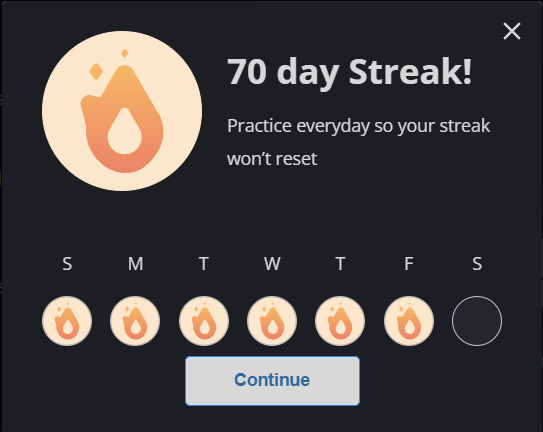 70 day Streak!
Practice everyday so your streak
won’t reset
S M T W T F S
Continue